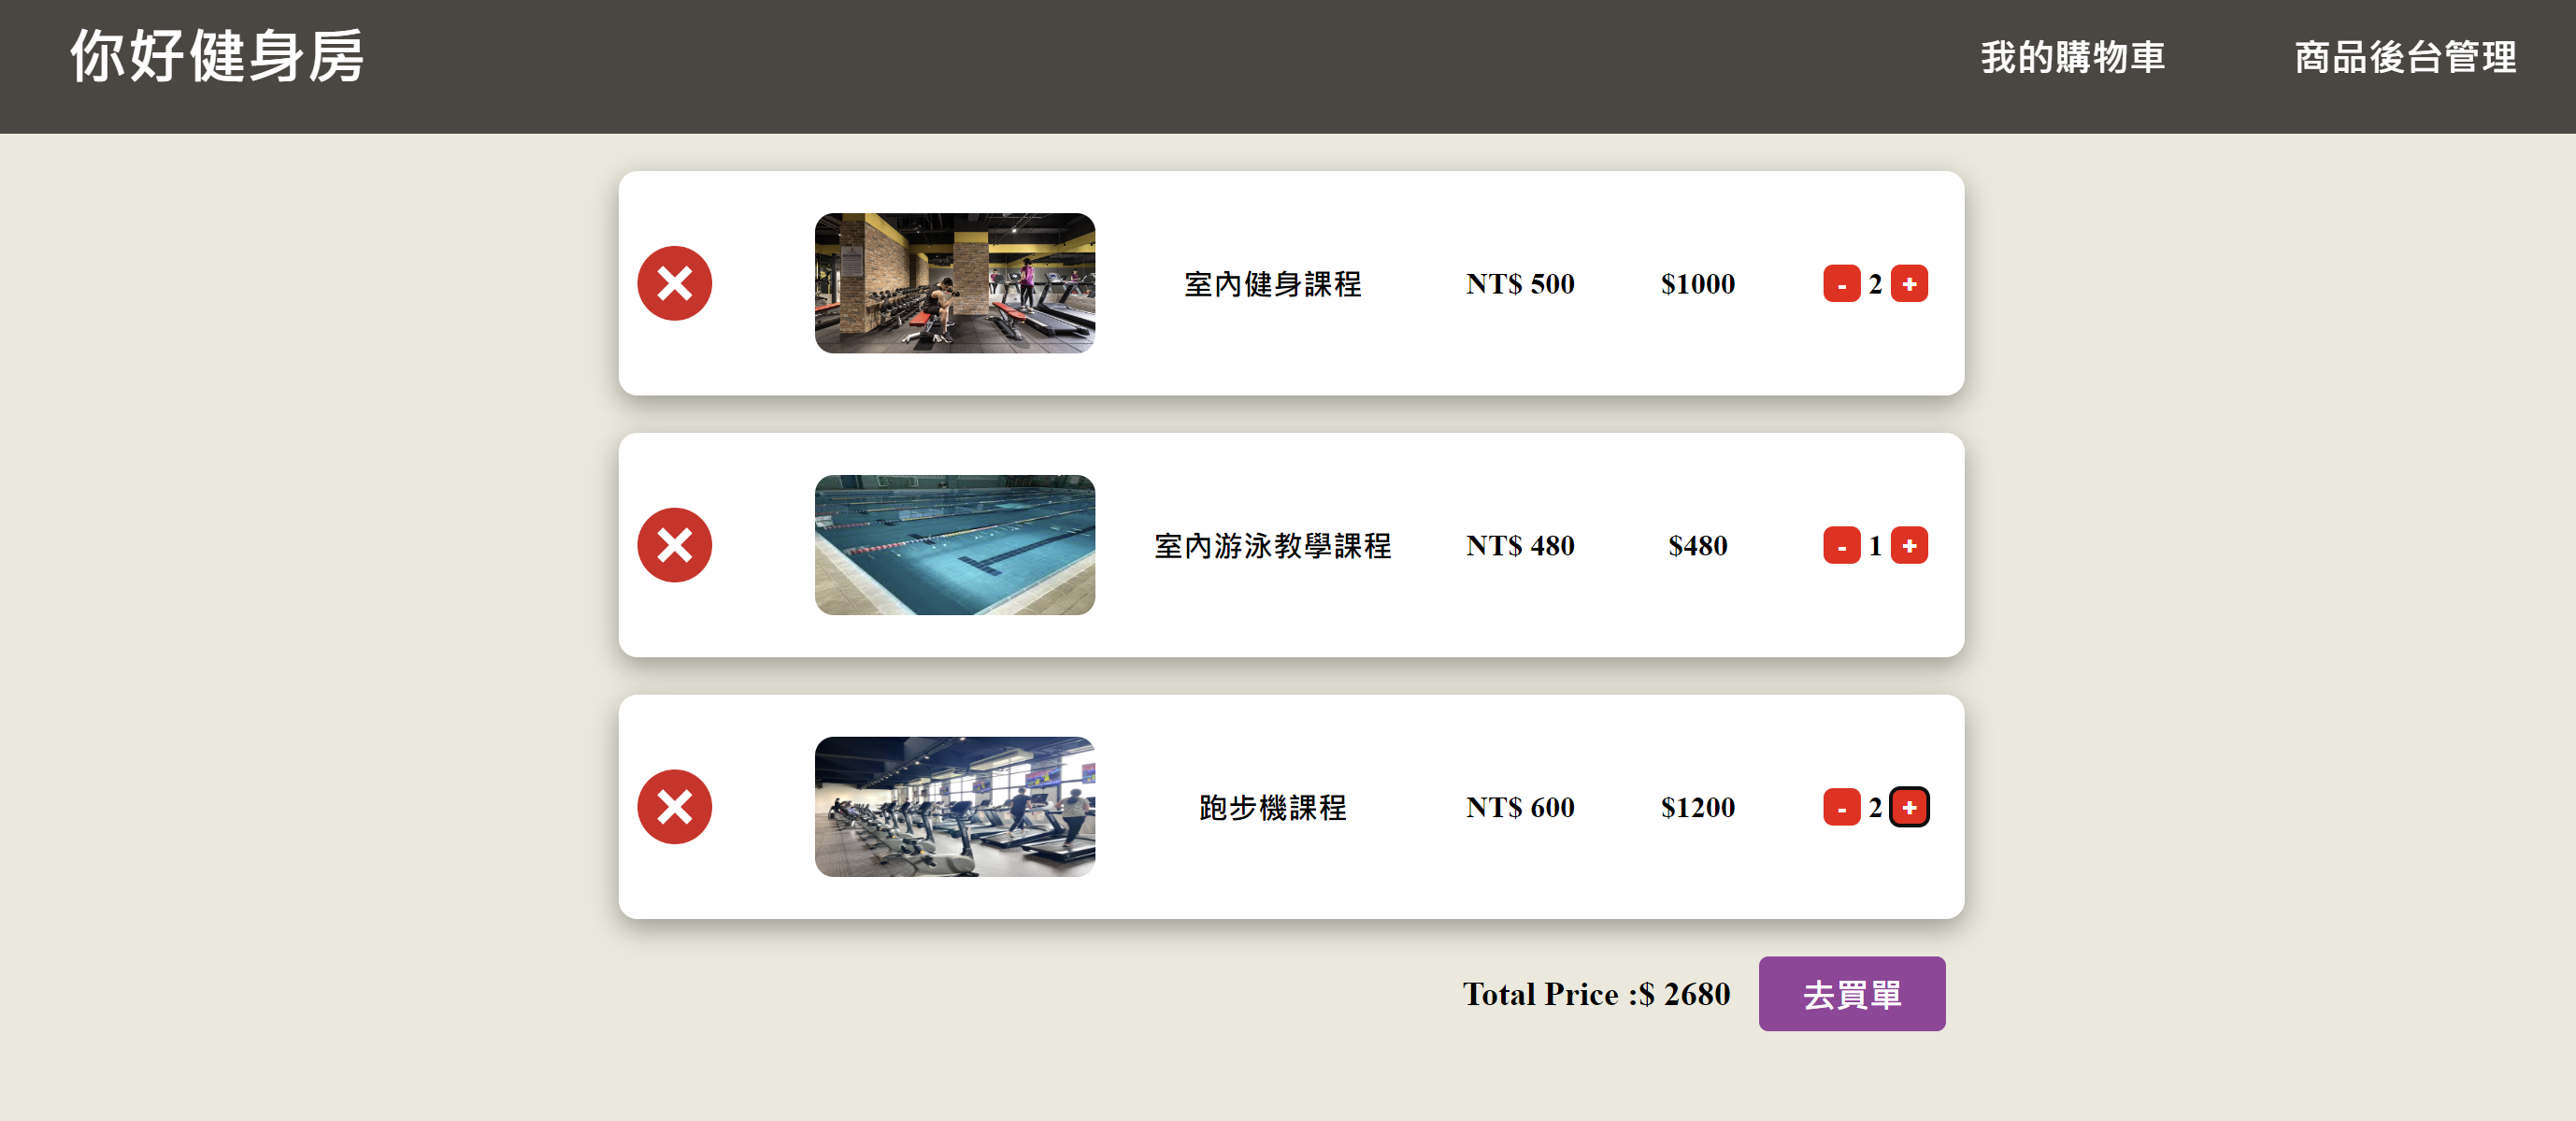 你好健身房
我的購物車 商品後台管理
室內健身課程 NT$ 500 $1000 - 2 +
室內游泳教學課程 NT$ 480 $480 - 1 +
跑步機課程 NT$ 600 $1200 - 2 +
Total Price :$ 2680 去買單